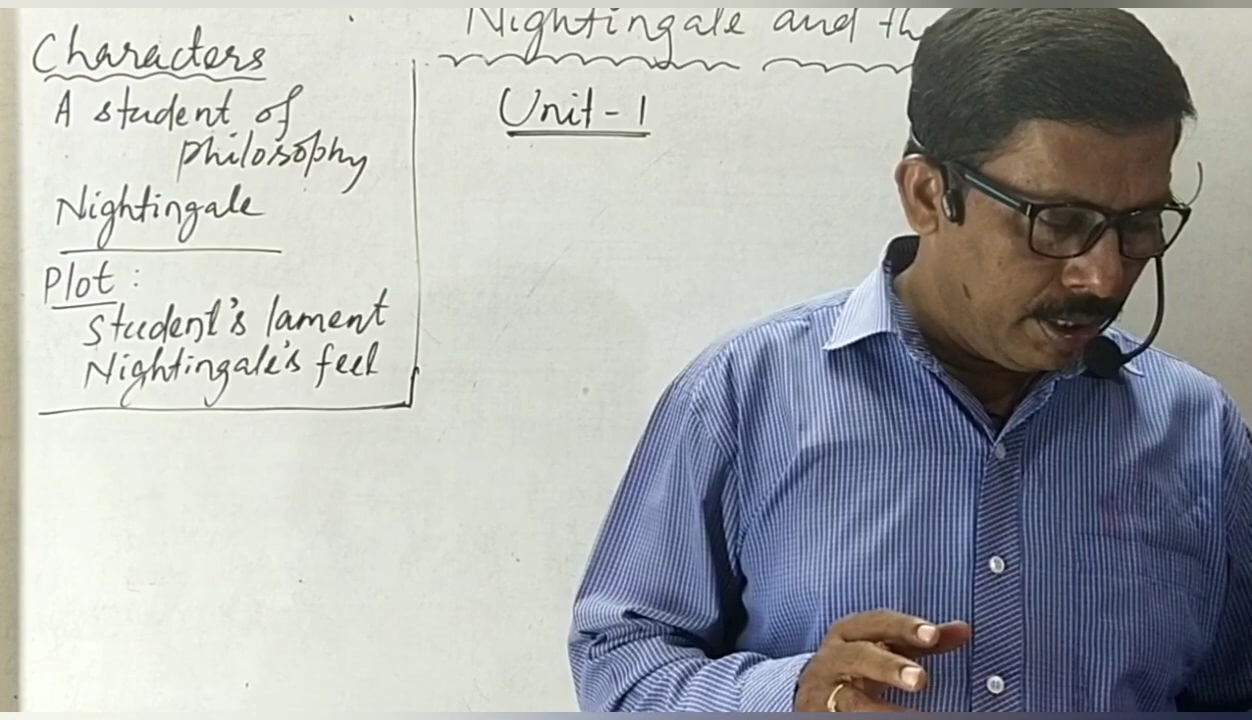 Nightingale and th
Characters
A student of
philosophy
Nightingale
Plot :
Student's lament
Nightingale's feel
Unit - 1